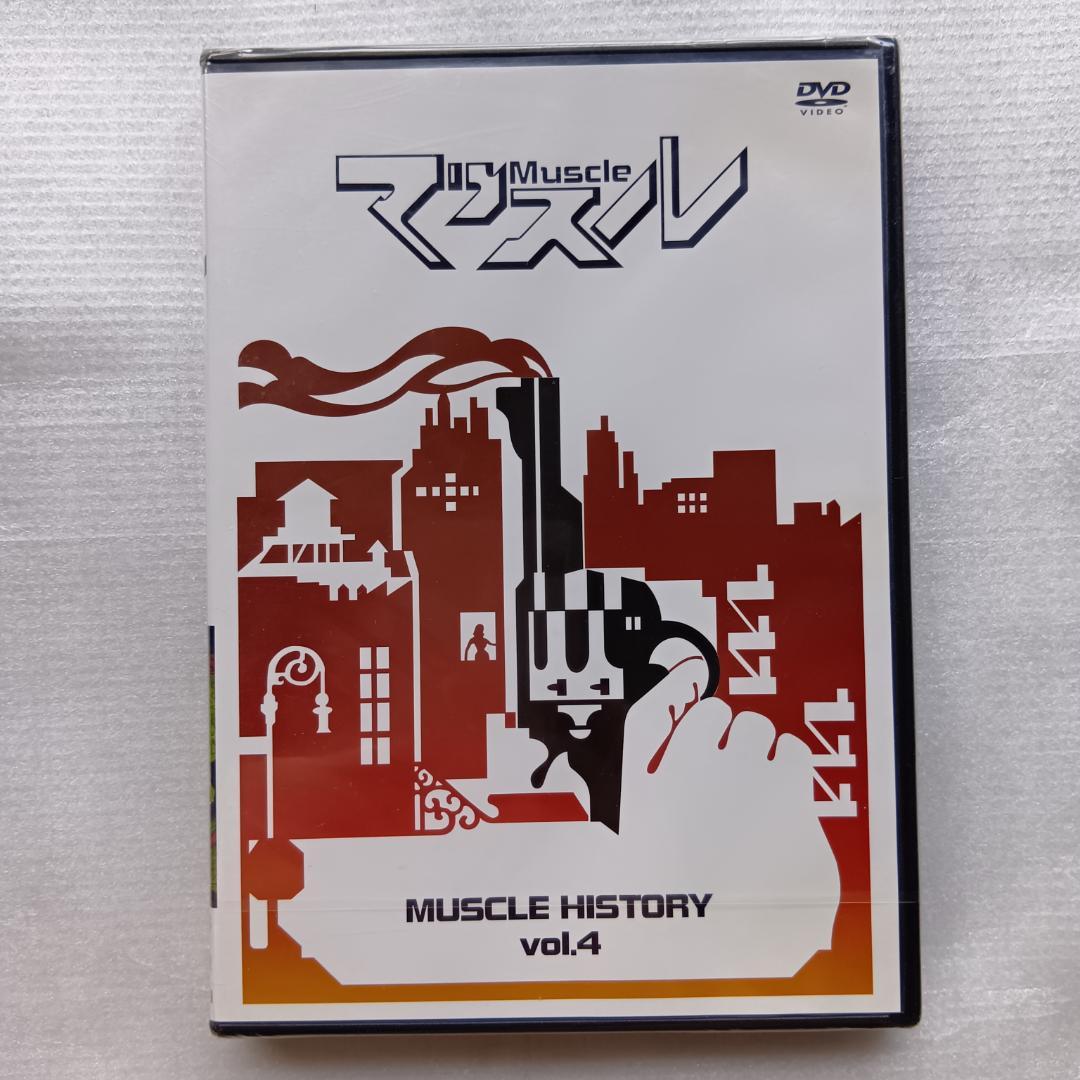 DVD
VIDEO
マッスル
Muscle
MUSCLE HISTORY
vol.4